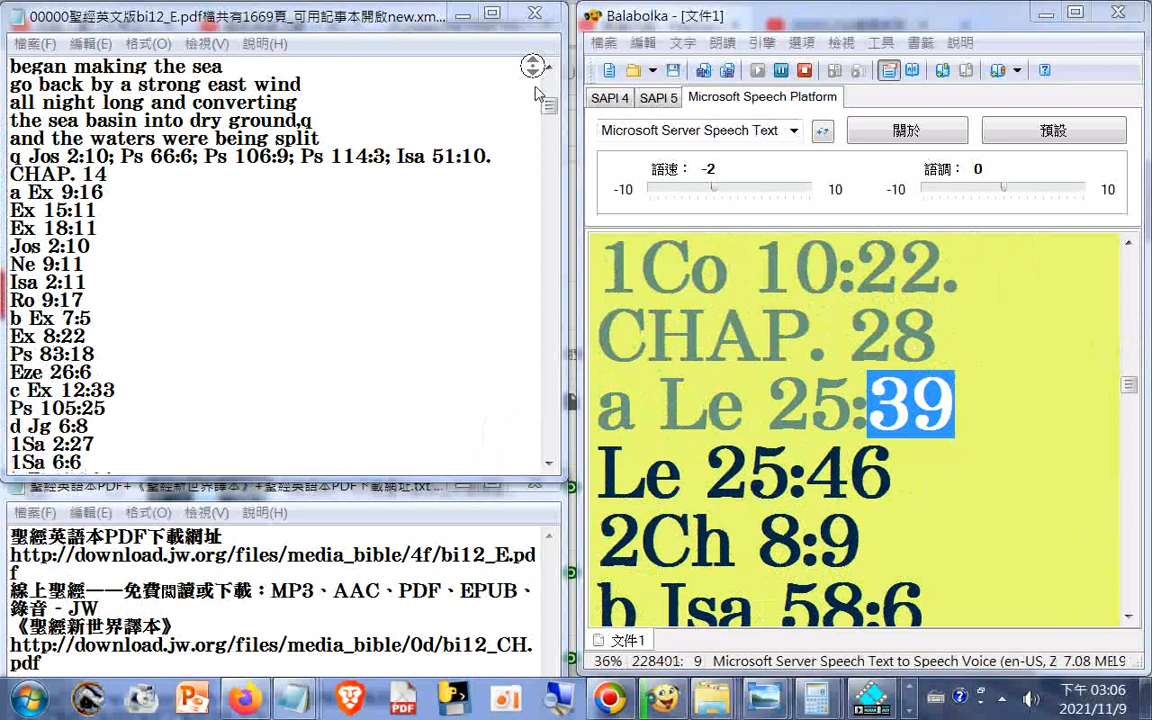 00000聖經英文版bi12_E.pdf檔共有1669頁_可用記事本開啟new.xm...
檔案(F) 編輯(E) 格式(O) 檢視(V) 說明(H)
began making the sea
go back by a strong east wind
all night long and converting
the sea basin into dry ground,q
and the waters were being split
q Jos 2:10; Ps 66:6; Ps 106:9; Ps 114:3; Isa 51:10.
CHAP. 14
a Ex 9:16
Ex 15:11
Ex 18:11
Jos 2:10
Ne 9:11
Isa 2:11
Ro 9:17
b Ex 7:5
Ex 8:22
Ps 83:18
Eze 26:6
c Ex 12:33
Ps 105:25
d Jg 6:8
1Sa 2:27
1Sa 6:6
聖經英語本PDF+《聖經新世界譯本》+聖經英語本PDF下載網址.txt ...
檔案(F) 編輯(E) 格式(O) 檢視(V) 說明(H)
聖經英語本PDF下載網址
http://download.jw.org/files/media_bible/4f/bi12_E.pd
f
線上聖經——免費閱讀或下載：MP3、AAC、PDF、EPUB、
錄音 - JW
《聖經新世界譯本》
http://download.jw.org/files/media_bible/0d/bi12_CH.
pdf
Balabolka - [文件1]
檔案 編輯 文字 朗讀 引擎 選項 檢視 工具 書籤 說明
SAPI 4 SAPI 5 Microsoft Speech Platform
Microsoft Server Speech Text 關於 預設
語速： -2 語調： 0
-10 10 -10 10
1Co 10:22.
CHAP. 28
a Le 25:39
Le 25:46
2Ch 8:9
b Isa 58:6
文件1
36% 228401: 9 Microsoft Server Speech Text to Speech Voice (en-US, Z 7.08 MB
下午 03:06
2021/11/9